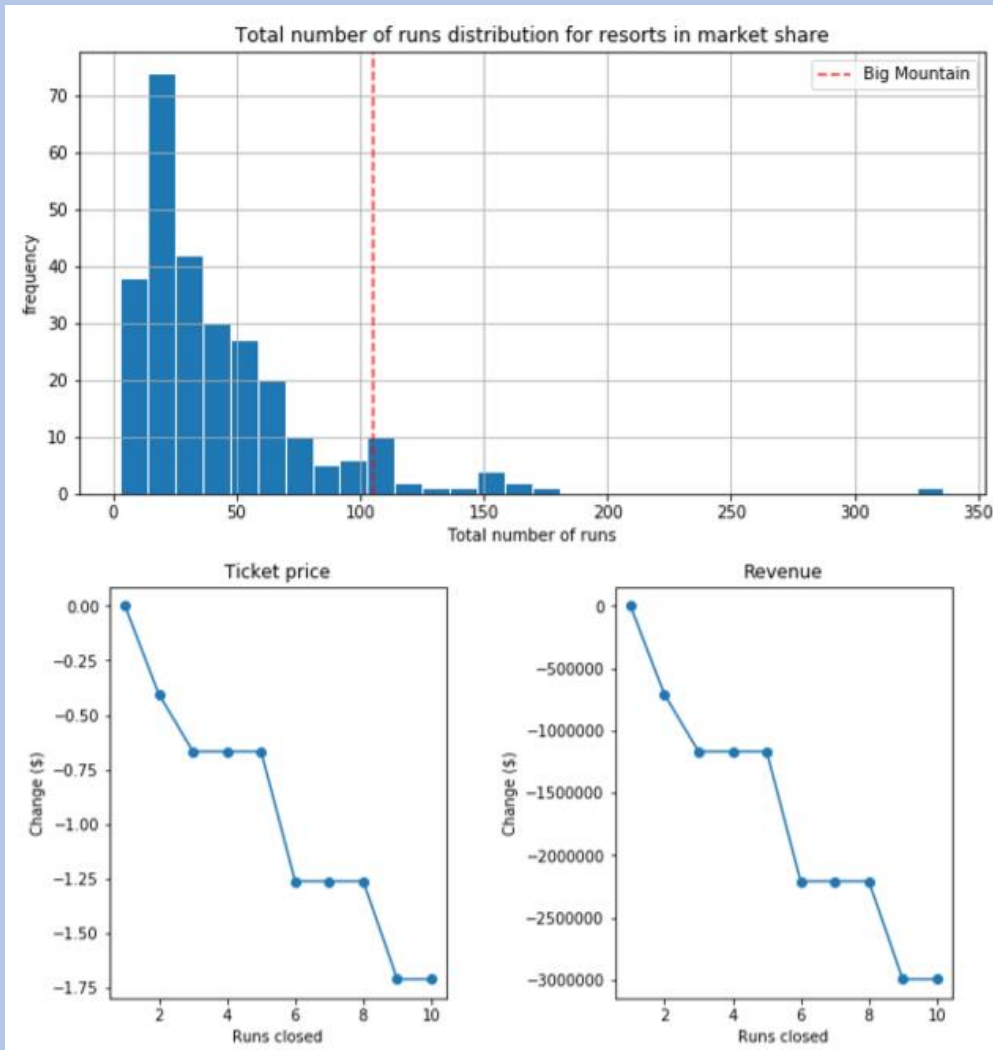 Total number of runs distribution for resorts in market share
Big Mountain
70
60
50
40
30
20
10
0
frequency
0 50 100 150 200 250 300 350
Total number of runs
Ticket price
0.00
−0.25
−0.50
−0.75
−1.00
−1.25
−1.50
−1.75
Change ($)
2 4 6 8 10
Runs closed
Revenue
0
−500000
−1000000
−1500000
−2000000
−2500000
−3000000
Change ($)
2 4 6 8 10
Runs closed